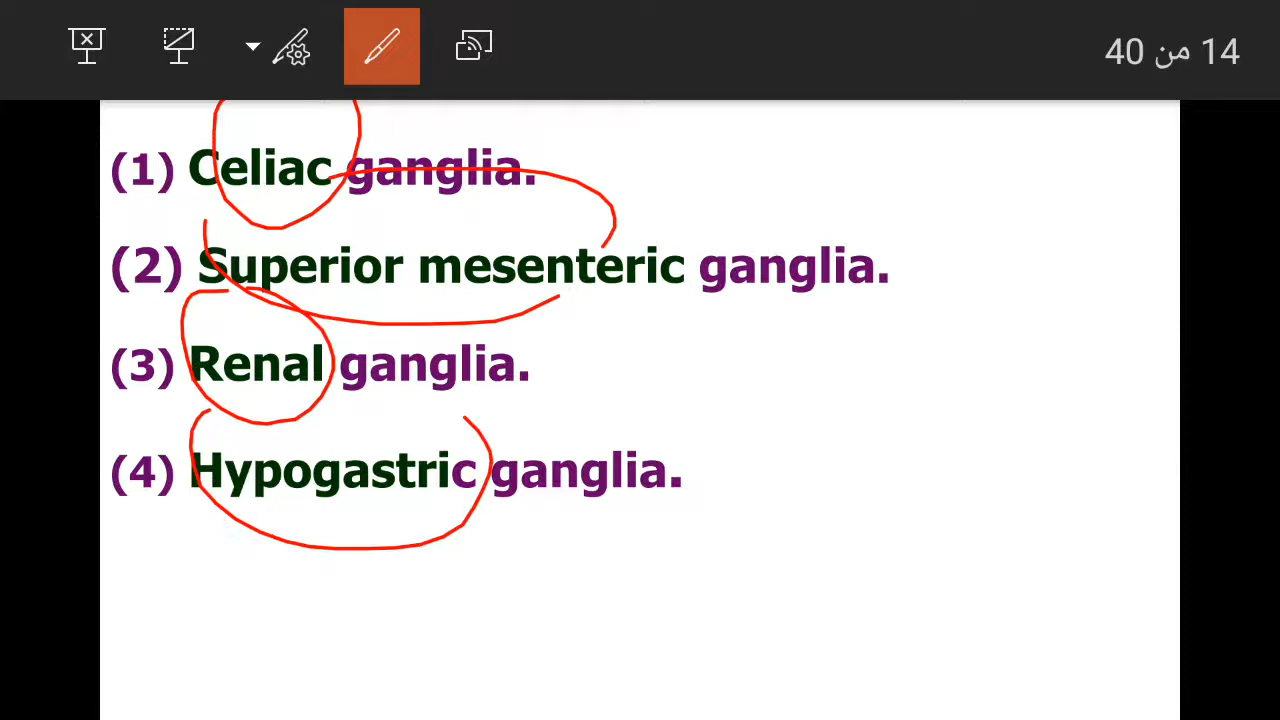 14 من 40
(1) Celiac ganglia.
(2) Superior mesenteric ganglia.
(3) Renal ganglia.
(4) Hypogastric ganglia.